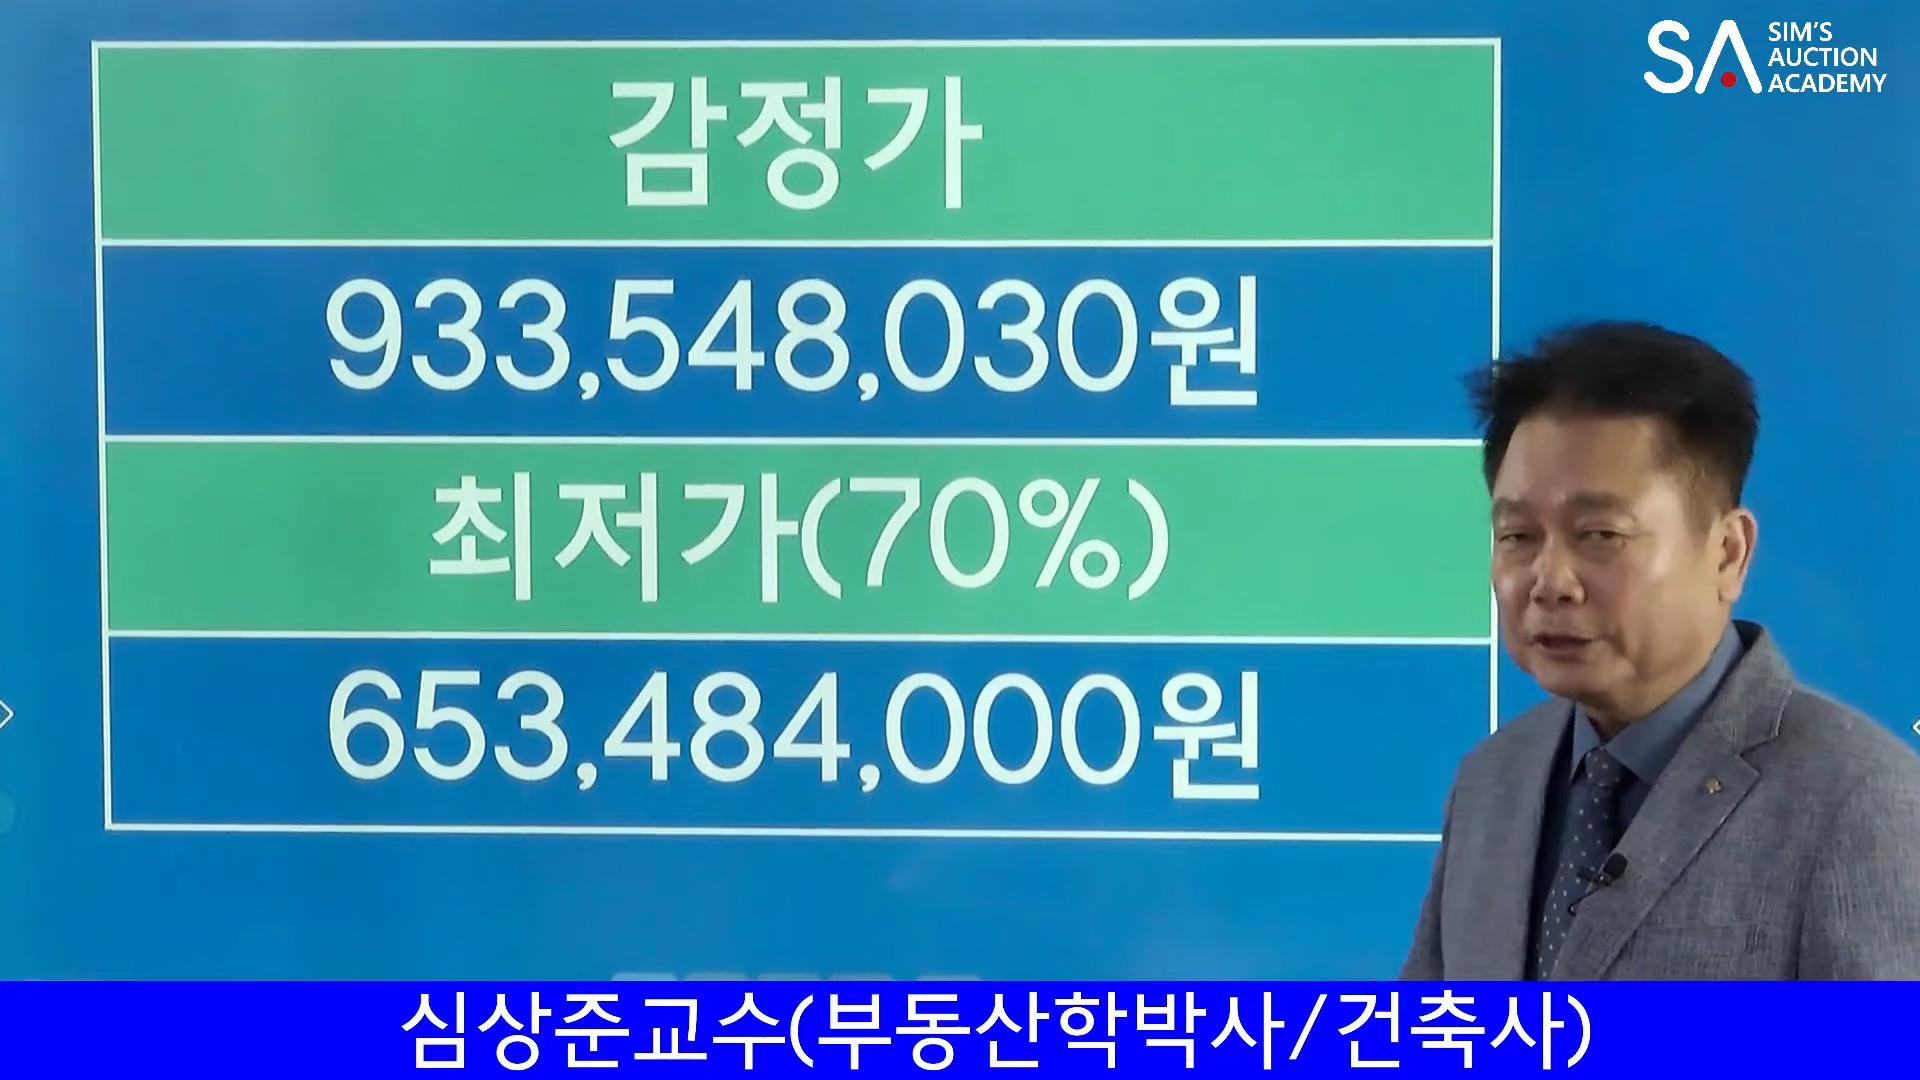 SA SIM'S
AUCTION
ACADEMY
감정가
933,548,030원
최저가(70%)
653,484,000원
심상준교수(부동산학박사/건축사)